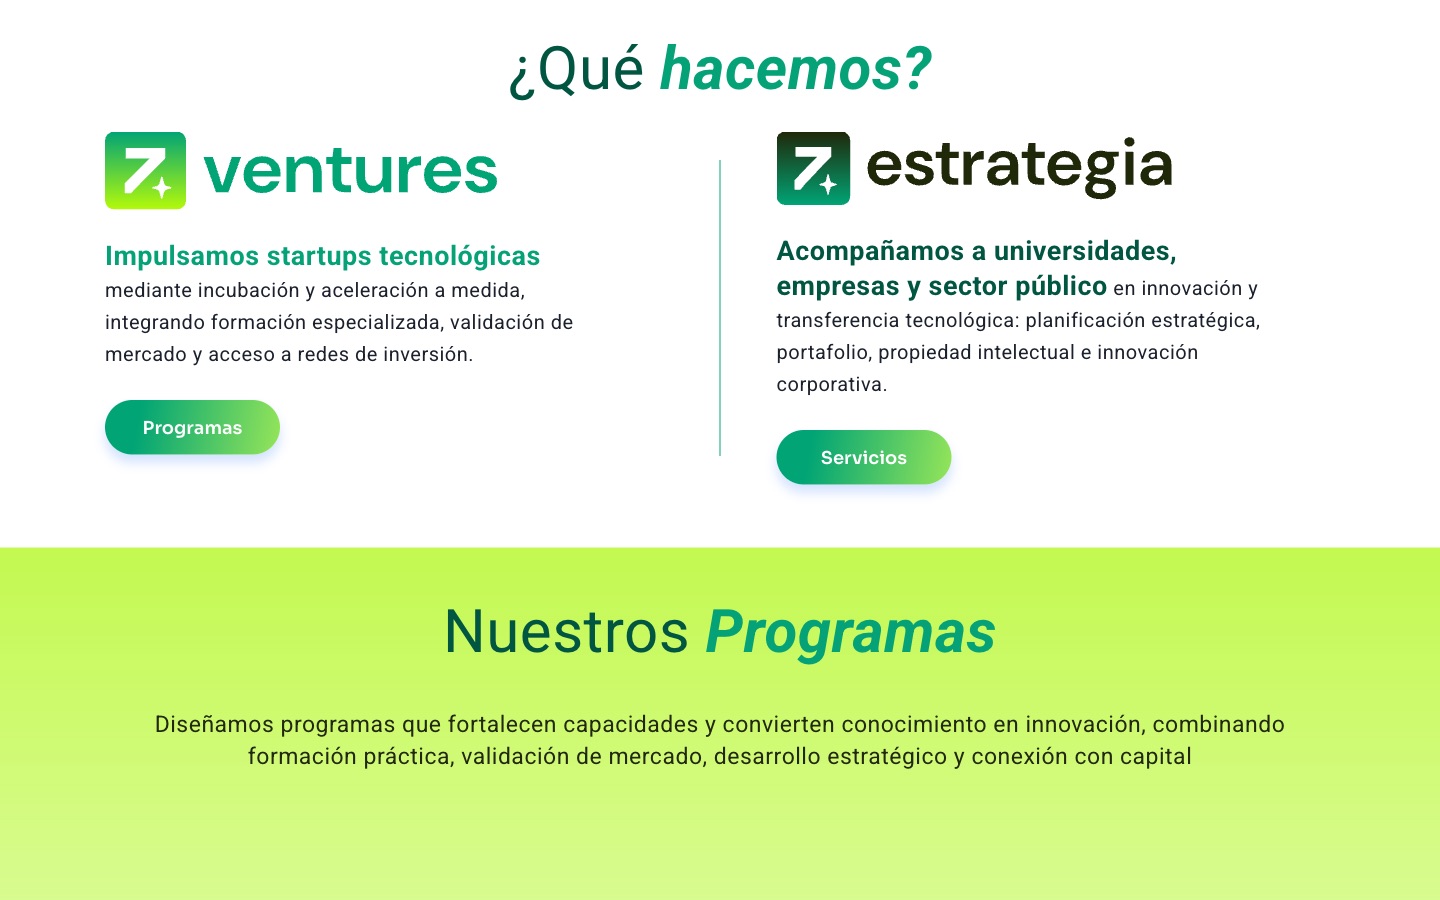 ¿Qué hacemos?
ventures
Impulsamos startups tecnológicas
mediante incubación y aceleración a medida,
integrando formación especializada, validación de
mercado y acceso a redes de inversión.
Programas
estrategia
Acompañamos a universidades,
empresas y sector público en innovación y
transferencia tecnológica: planificación estratégica,
portafolio, propiedad intelectual e innovación
corporativa.
Servicios
Nuestros Programas
Diseñamos programas que fortalecen capacidades y convierten conocimiento en innovación, combinando
formación práctica, validación de mercado, desarrollo estratégico y conexión con capital